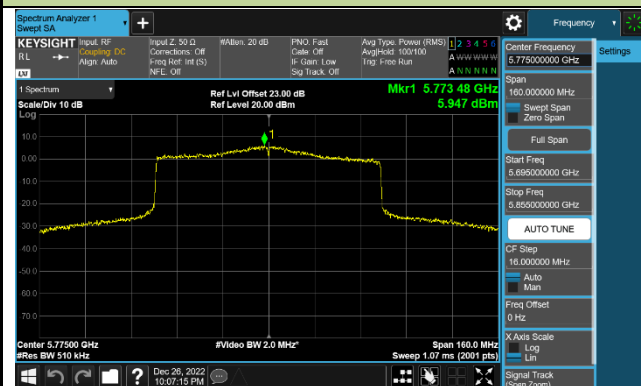 Spectrum Analyzer 1
Swept SA
Frequency
KEYSIGHT
RL
LXI
Input: RF
Coupling: DC
Align: Auto
Input Z: 50 Ω
Corrections: Off
Freq Ref: Int (S)
NFE: Off
#Atten: 20 dB
PNO: Fast
Gate: Off
IF Gain: Low
Sig Track: Off
Avg Type: Power (RMS)
Avg|Hold: 100/100
Trig: Free Run
1 2 3 4 5 6
A W W W W W
A N N N N N
1 Spectrum
Scale/Div 10 dB
Log
Ref Lvl Offset 23.00 dB
Ref Level 20.00 dBm
Mkr1 5.773 48 GHz
5.947 dBm
1
10.0
0.00
-10.0
-20.0
-30.0
-40.0
-50.0
-60.0
-70.0
Center 5.77500 GHz
#Res BW 510 kHz
#Video BW 2.0 MHz*
Span 160.0 MHz
Sweep 1.07 ms (2001 pts)
Center Frequency
5.775000000 GHz
Settings
Span
160.000000 MHz
Swept Span
Zero Span
Full Span
Start Freq
5.695000000 GHz
Stop Freq
5.855000000 GHz
AUTO TUNE
CF Step
16.000000 MHz
Auto
Man
Freq Offset
0 Hz
X Axis Scale
Log
Lin
Signal Track
(Span Zoom)
?
Dec 26, 2022
10:07:15 PM